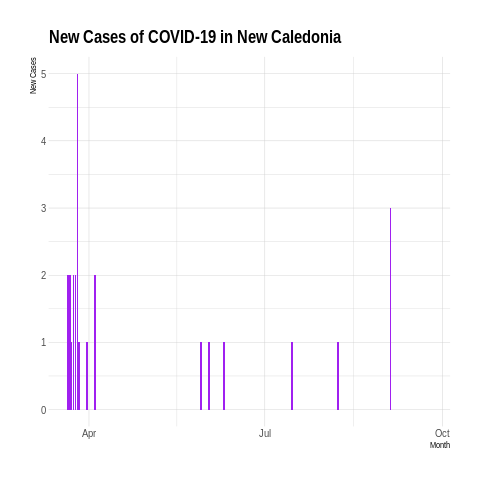 New Cases of COVID-19 in New Caledonia
New Cases
5
4
3
2
1
0
Apr
Jul
Oct
Month